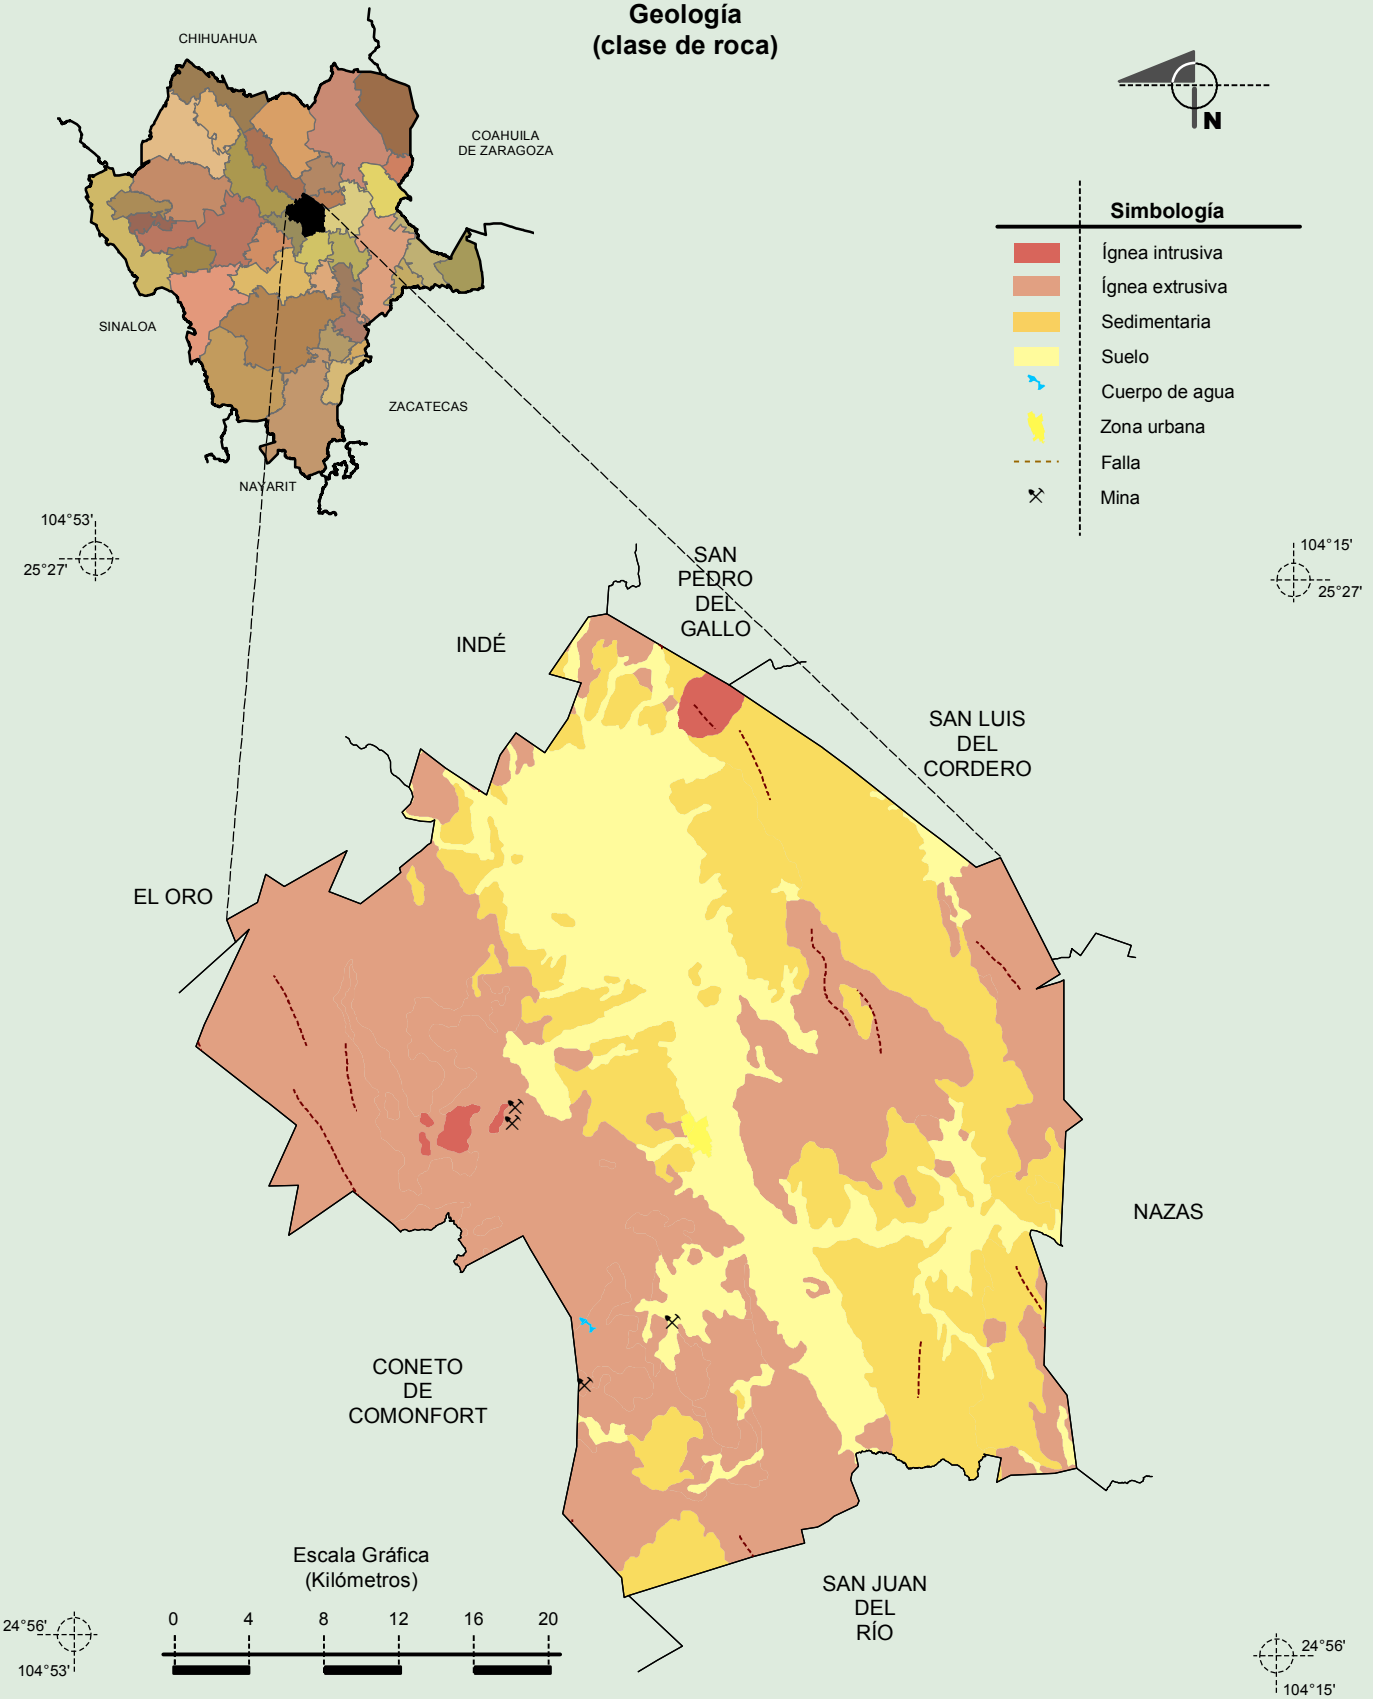 Geología
(clase de roca)
CHIHUAHUA
COAHUILA
DE ZARAGOZA
SINALOA
ZACATECAS
NAYARIT
N
Simbología
Ígnea intrusiva
Ígnea extrusiva
Sedimentaria
Suelo
Cuerpo de agua
Zona urbana
Falla
Mina
104°53'
25°27'
104°15'
25°27'
SAN
PEDRO
DEL
GALLO
INDÉ
SAN LUIS
DEL
CORDERO
EL ORO
NAZAS
CONETO
DE
COMONFORT
SAN JUAN
DEL
RÍO
Escala Gráfica
(Kilómetros)
0 4 8 12 16 20
24°56'
104°53'
24°56'
104°15'